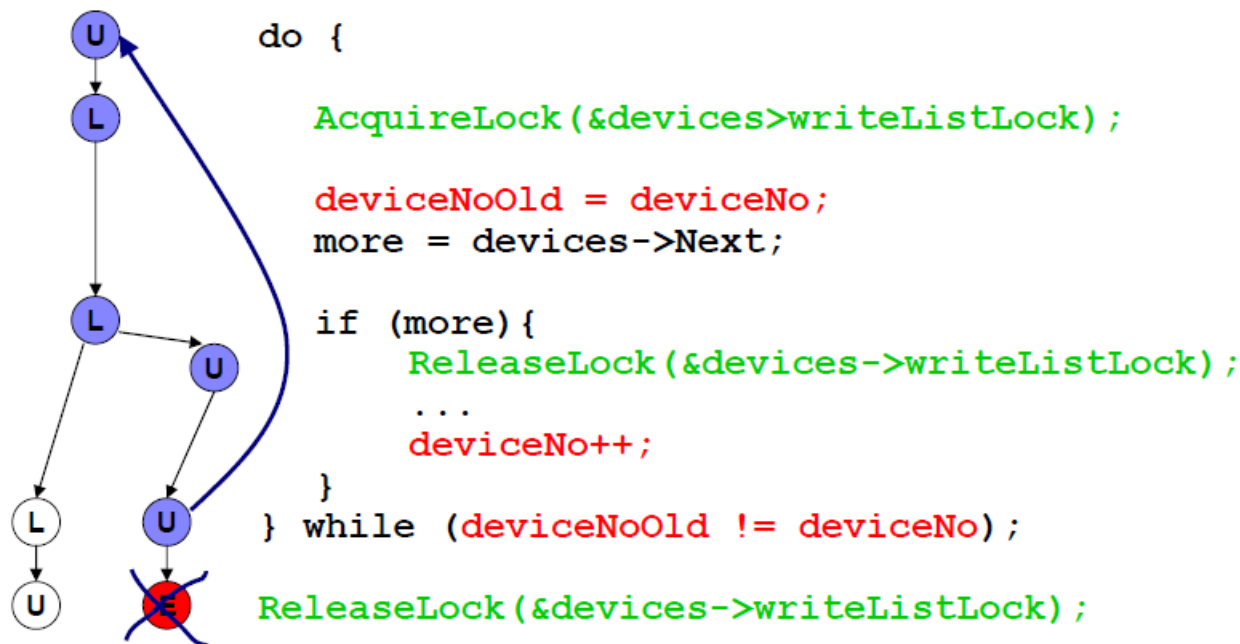 U do {
L AcquireLock(&devices>writeListLock);
deviceNoOld = deviceNo;
more = devices->Next;
L if (more){
U ReleaseLock(&devices->writeListLock);
...
deviceNo++;
}
L U } while (deviceNoOld != deviceNo);
U E ReleaseLock(&devices->writeListLock);